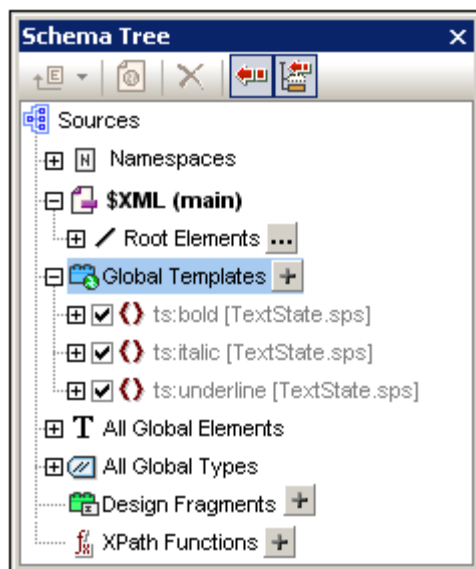 Schema Tree
Sources
Namespaces
$XML (main)
Root Elements ...
Global Templates +
ts:bold [TextState.sps]
ts:italic [TextState.sps]
ts:underline [TextState.sps]
All Global Elements
All Global Types
Design Fragments +
XPath Functions +